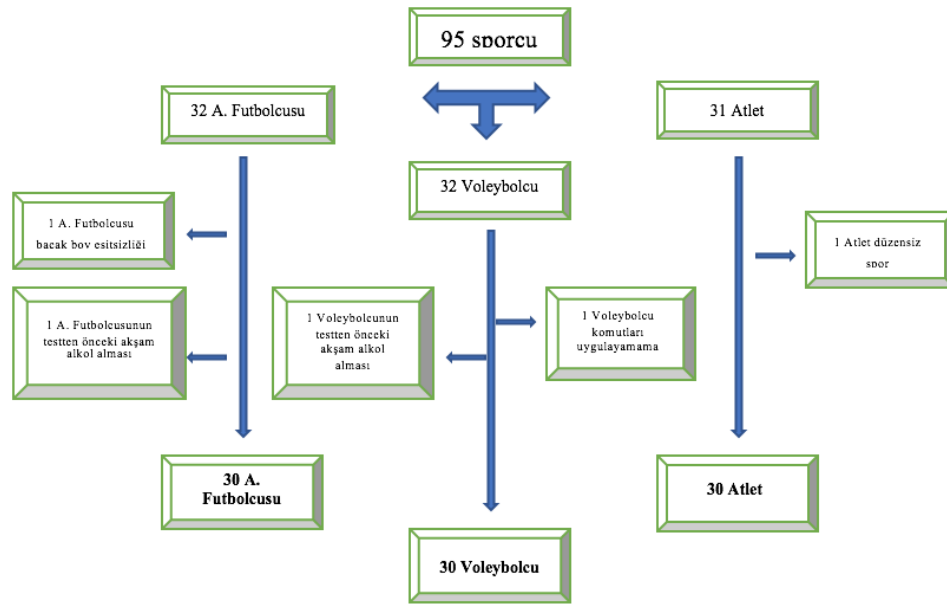 95 sporcu
32 A. Futbolcusu
31 Atlet
32 Voleybolcu
1 A. Futbolcusu
bacak boy esitsizliği
1 Atlet düzensiz
spor
1 A. Futbolcusunun
testten önceki akşam
alkol alması
1 Voleybolcunun
testten önceki
akşam alkol
alması
1 Voleybolcu
komutları
uygulayamama
30 A.
Futbolcusu
30 Atlet
30 Voleybolcu